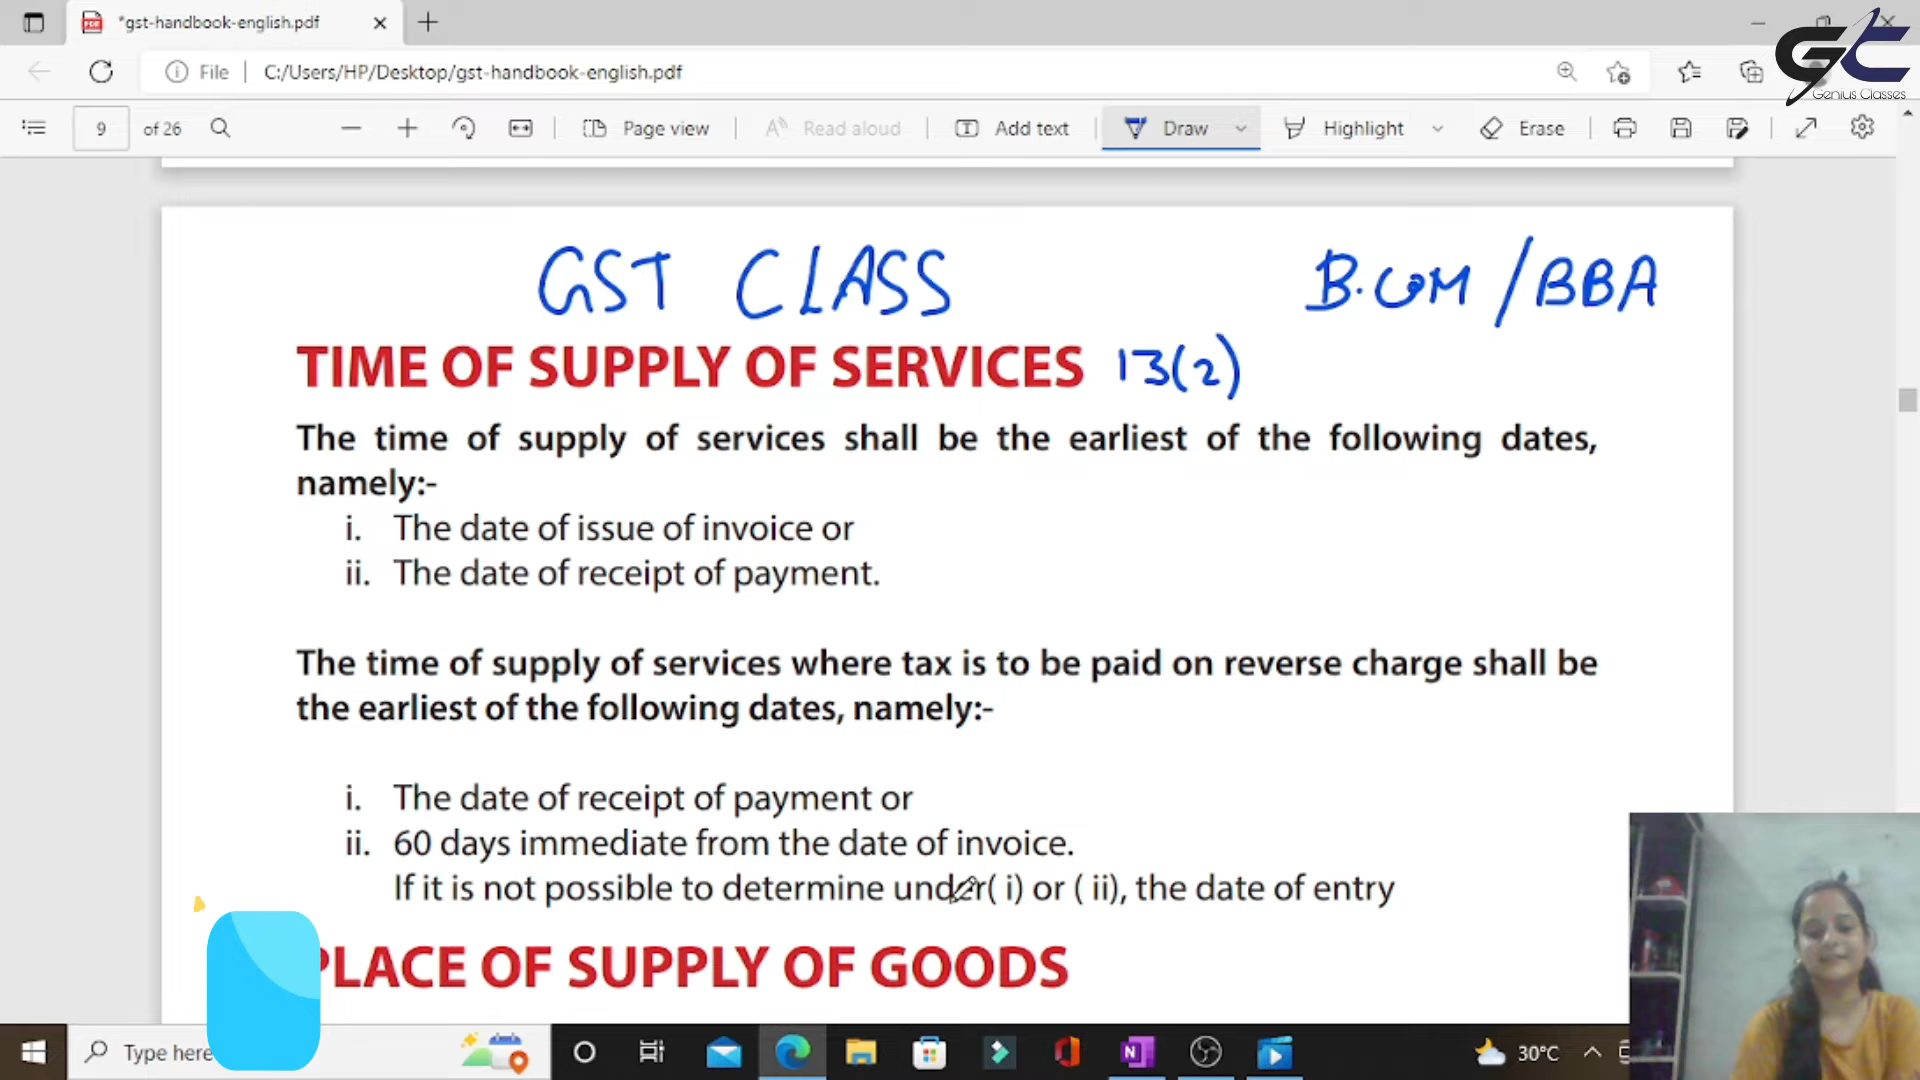 *gst-handbook-english.pdf
File C:/Users/HP/Desktop/gst-handbook-english.pdf
GC
Genius Classes
9 of 26 Page view Read aloud Add text Draw Highlight Erase
GST CLASS B.COM/BBA
TIME OF SUPPLY OF SERVICES 13(2)
The time of supply of services shall be the earliest of the following dates,
namely:-
i. The date of issue of invoice or
ii. The date of receipt of payment.
The time of supply of services where tax is to be paid on reverse charge shall be
the earliest of the following dates, namely:-
i. The date of receipt of payment or
ii. 60 days immediate from the date of invoice.
If it is not possible to determine under( i) or ( ii), the date of entry
PLACE OF SUPPLY OF GOODS
Type here 30°C